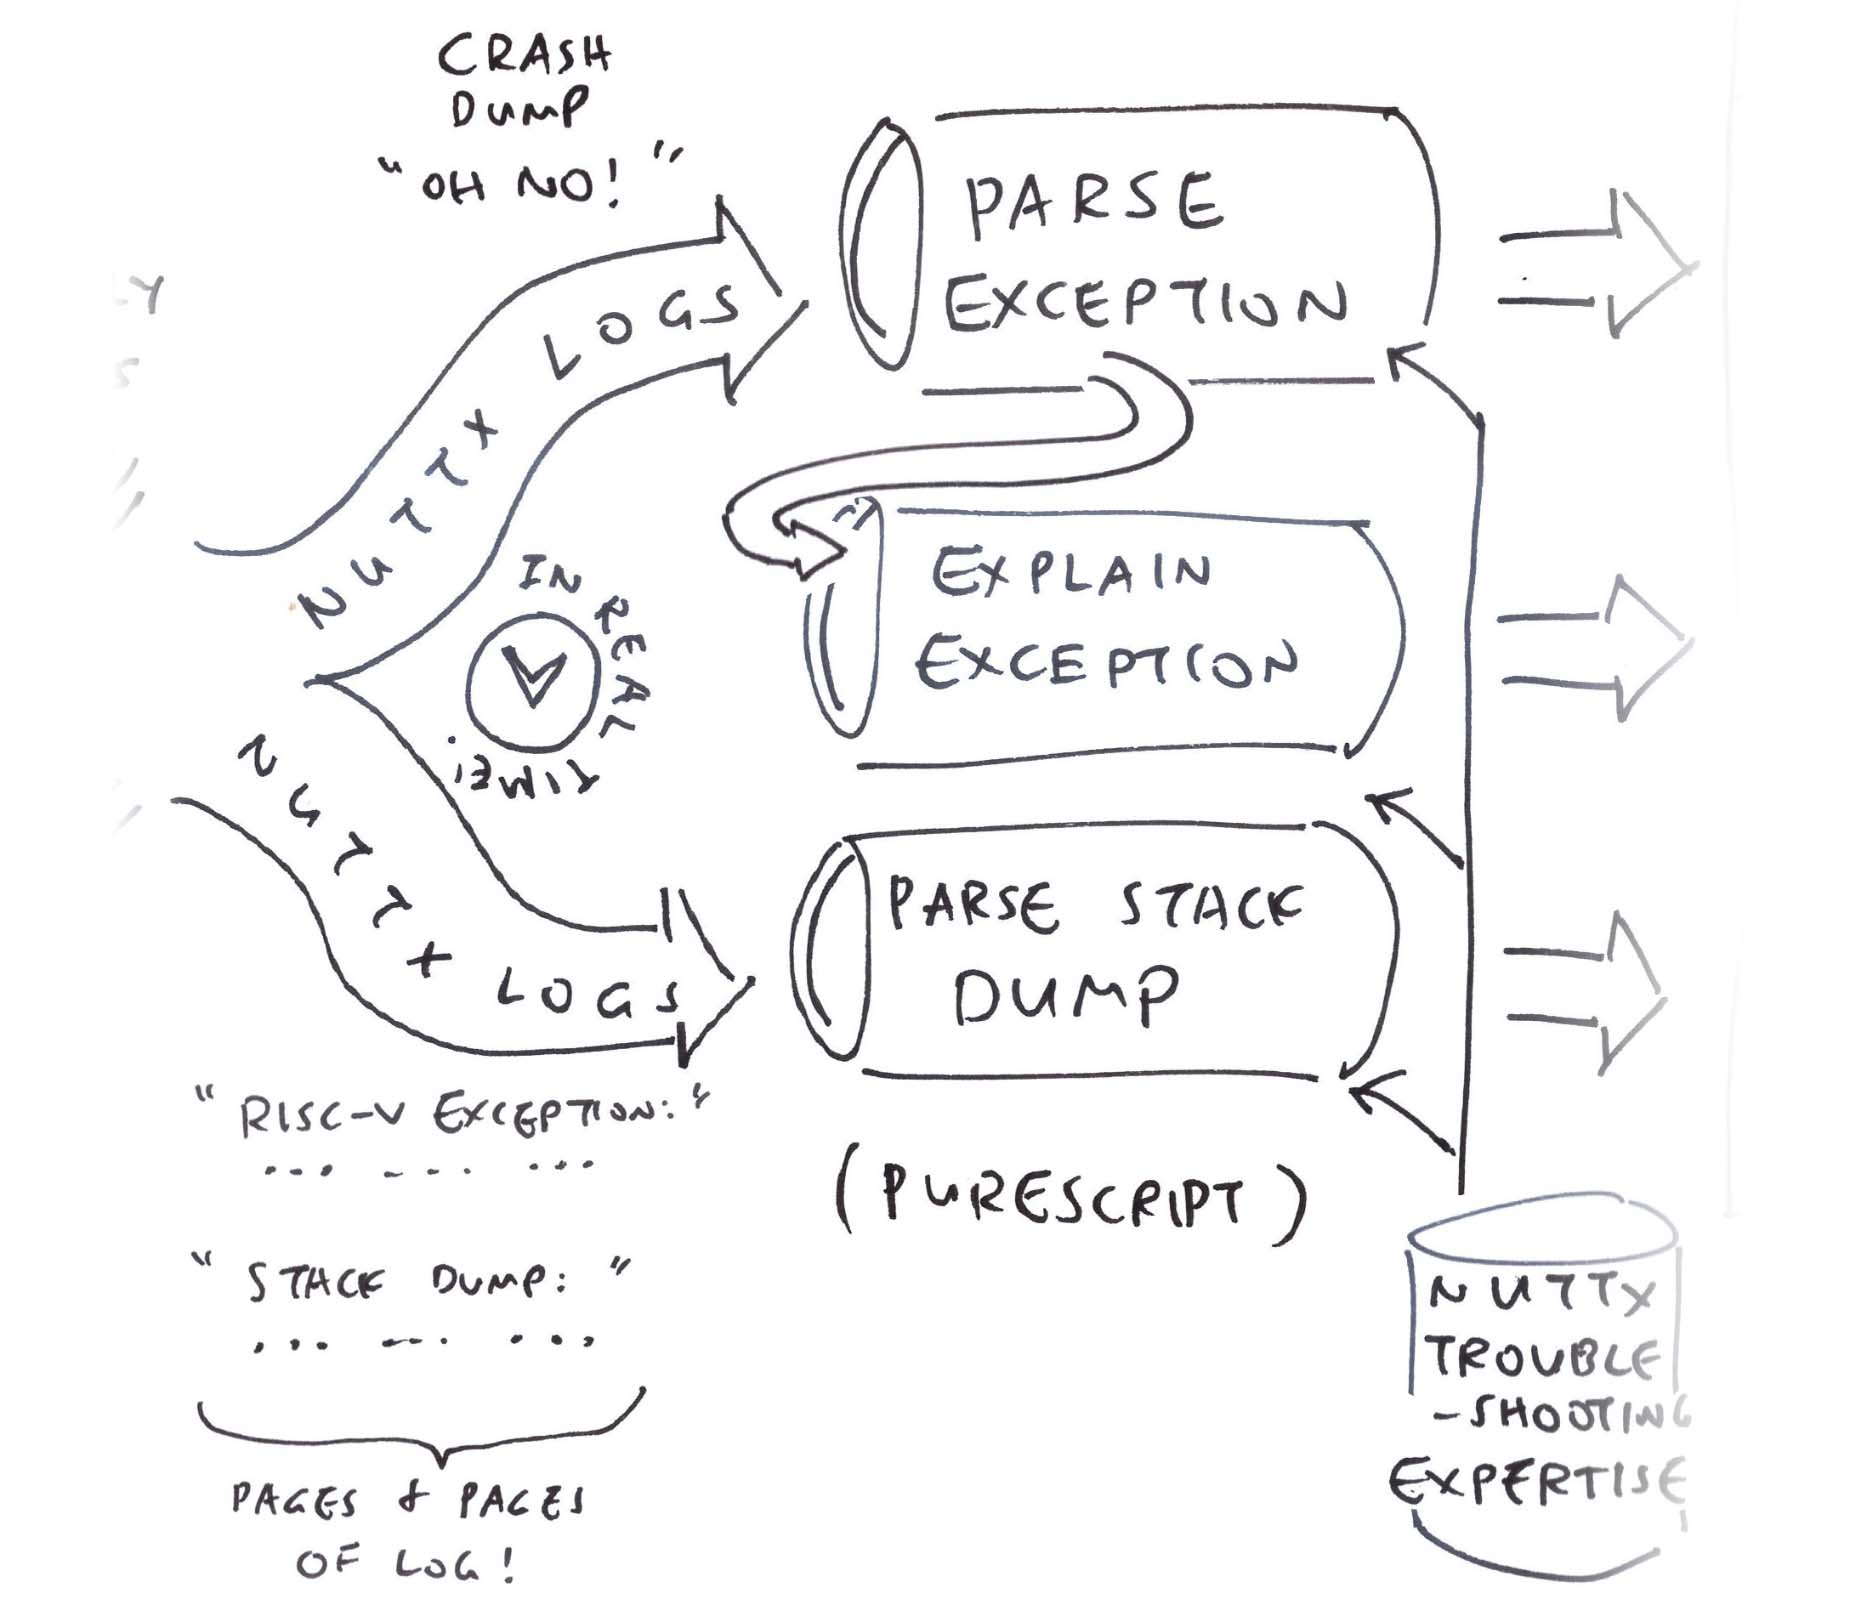 CRASH
DUMP
"OH NO!"
NUTTX LOGS
PARSE
EXCEPTION
IN REAL TIME!
EXPLAIN
EXCEPTION
NUTTX LOGS
PARSE STACK
DUMP
"RISC-V EXCEPTION:"
... --- ...
(PURESCRIPT)
"STACK DUMP:"
... --- ...
PAGES & PAGES
OF LOG!
NUTTX
TROUBLE
-SHOOTING
EXPERTISE